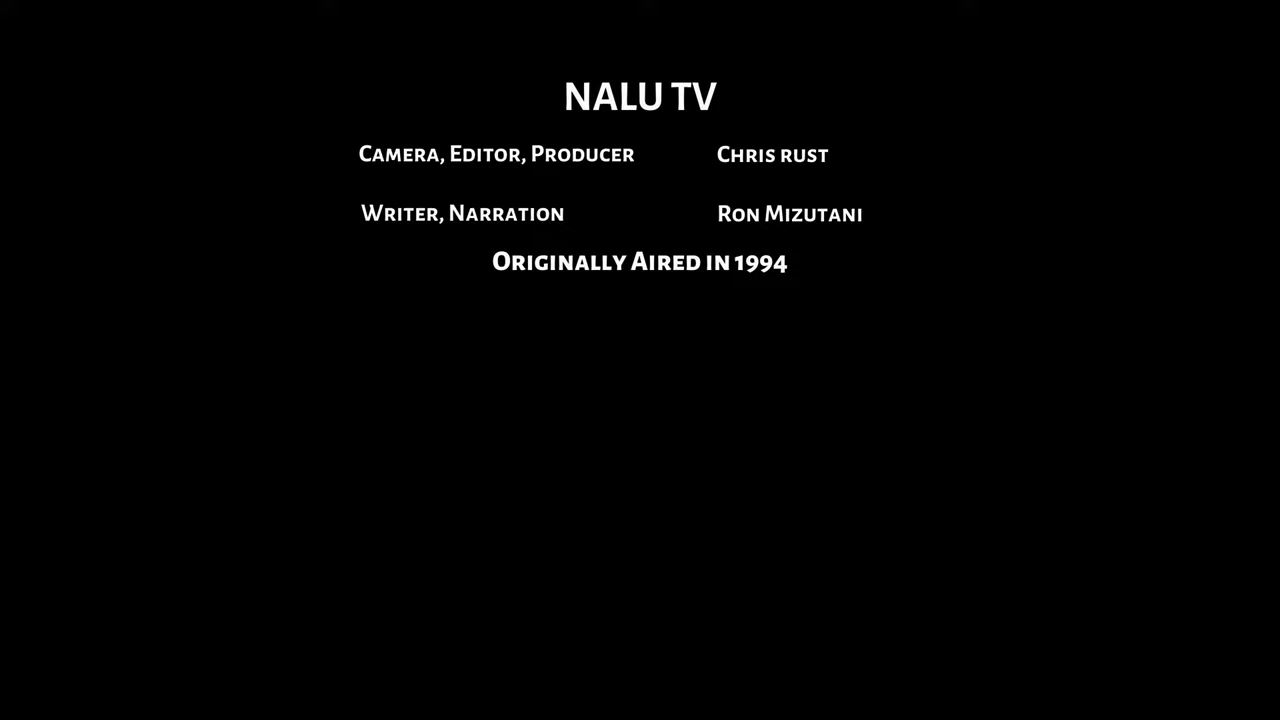 NALU TV
Camera, Editor, Producer Chris rust
Writer, Narration Ron Mizutani
Originally Aired in 1994